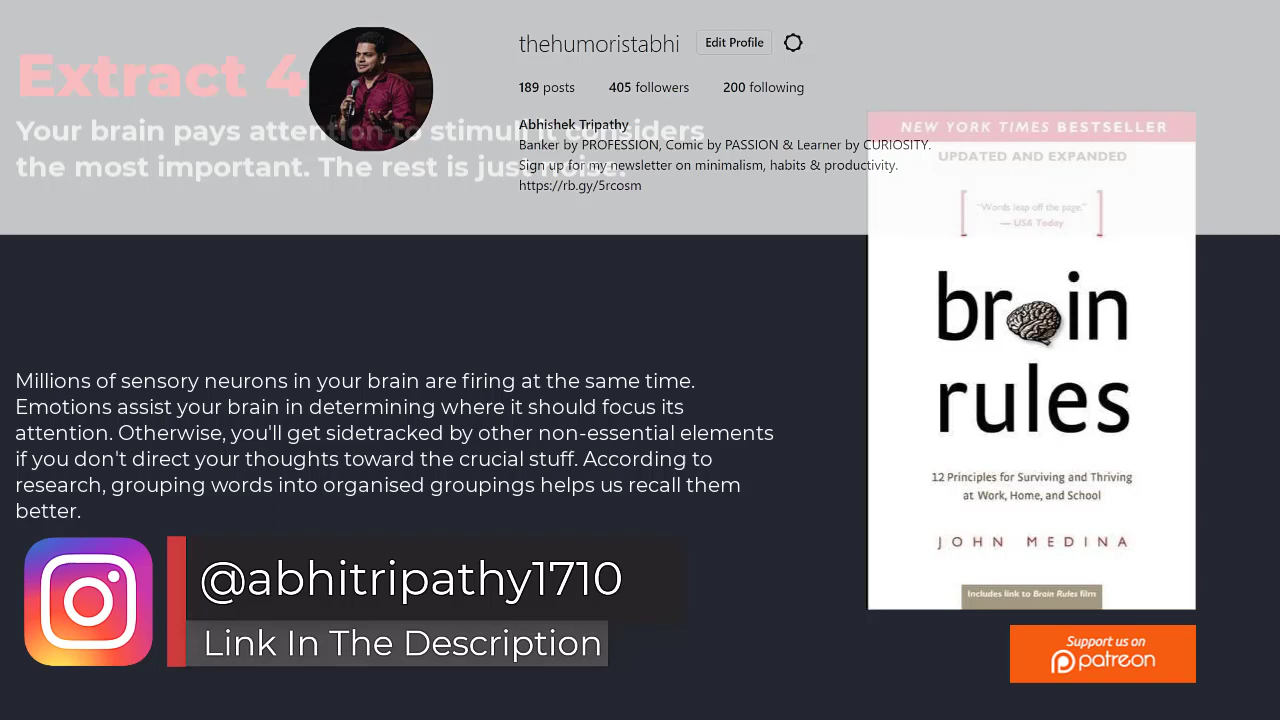 Extract 4
Your brain pays attention to stimuli it considers
the most important. The rest is just noise.
thehumoristabhi Edit Profile
189 posts 405 followers 200 following
Abhishek Tripathy
Banker by PROFESSION, Comic by PASSION & Learner by CURIOSITY.
Sign up for my newsletter on minimalism, habits & productivity.
https://rb.gy/5rcosm
NEW YORK TIMES BESTSELLER
UPDATED AND EXPANDED
"Words leap off the page."
— USA Today
brain
rules
12 Principles for Surviving and Thriving
at Work, Home, and School
JOHN MEDINA
Includes link to Brain Rules film
Millions of sensory neurons in your brain are firing at the same time.
Emotions assist your brain in determining where it should focus its
attention. Otherwise, you'll get sidetracked by other non-essential elements
if you don't direct your thoughts toward the crucial stuff. According to
research, grouping words into organised groupings helps us recall them
better.
@abhitripathy1710
Link In The Description
Support us on
patreon